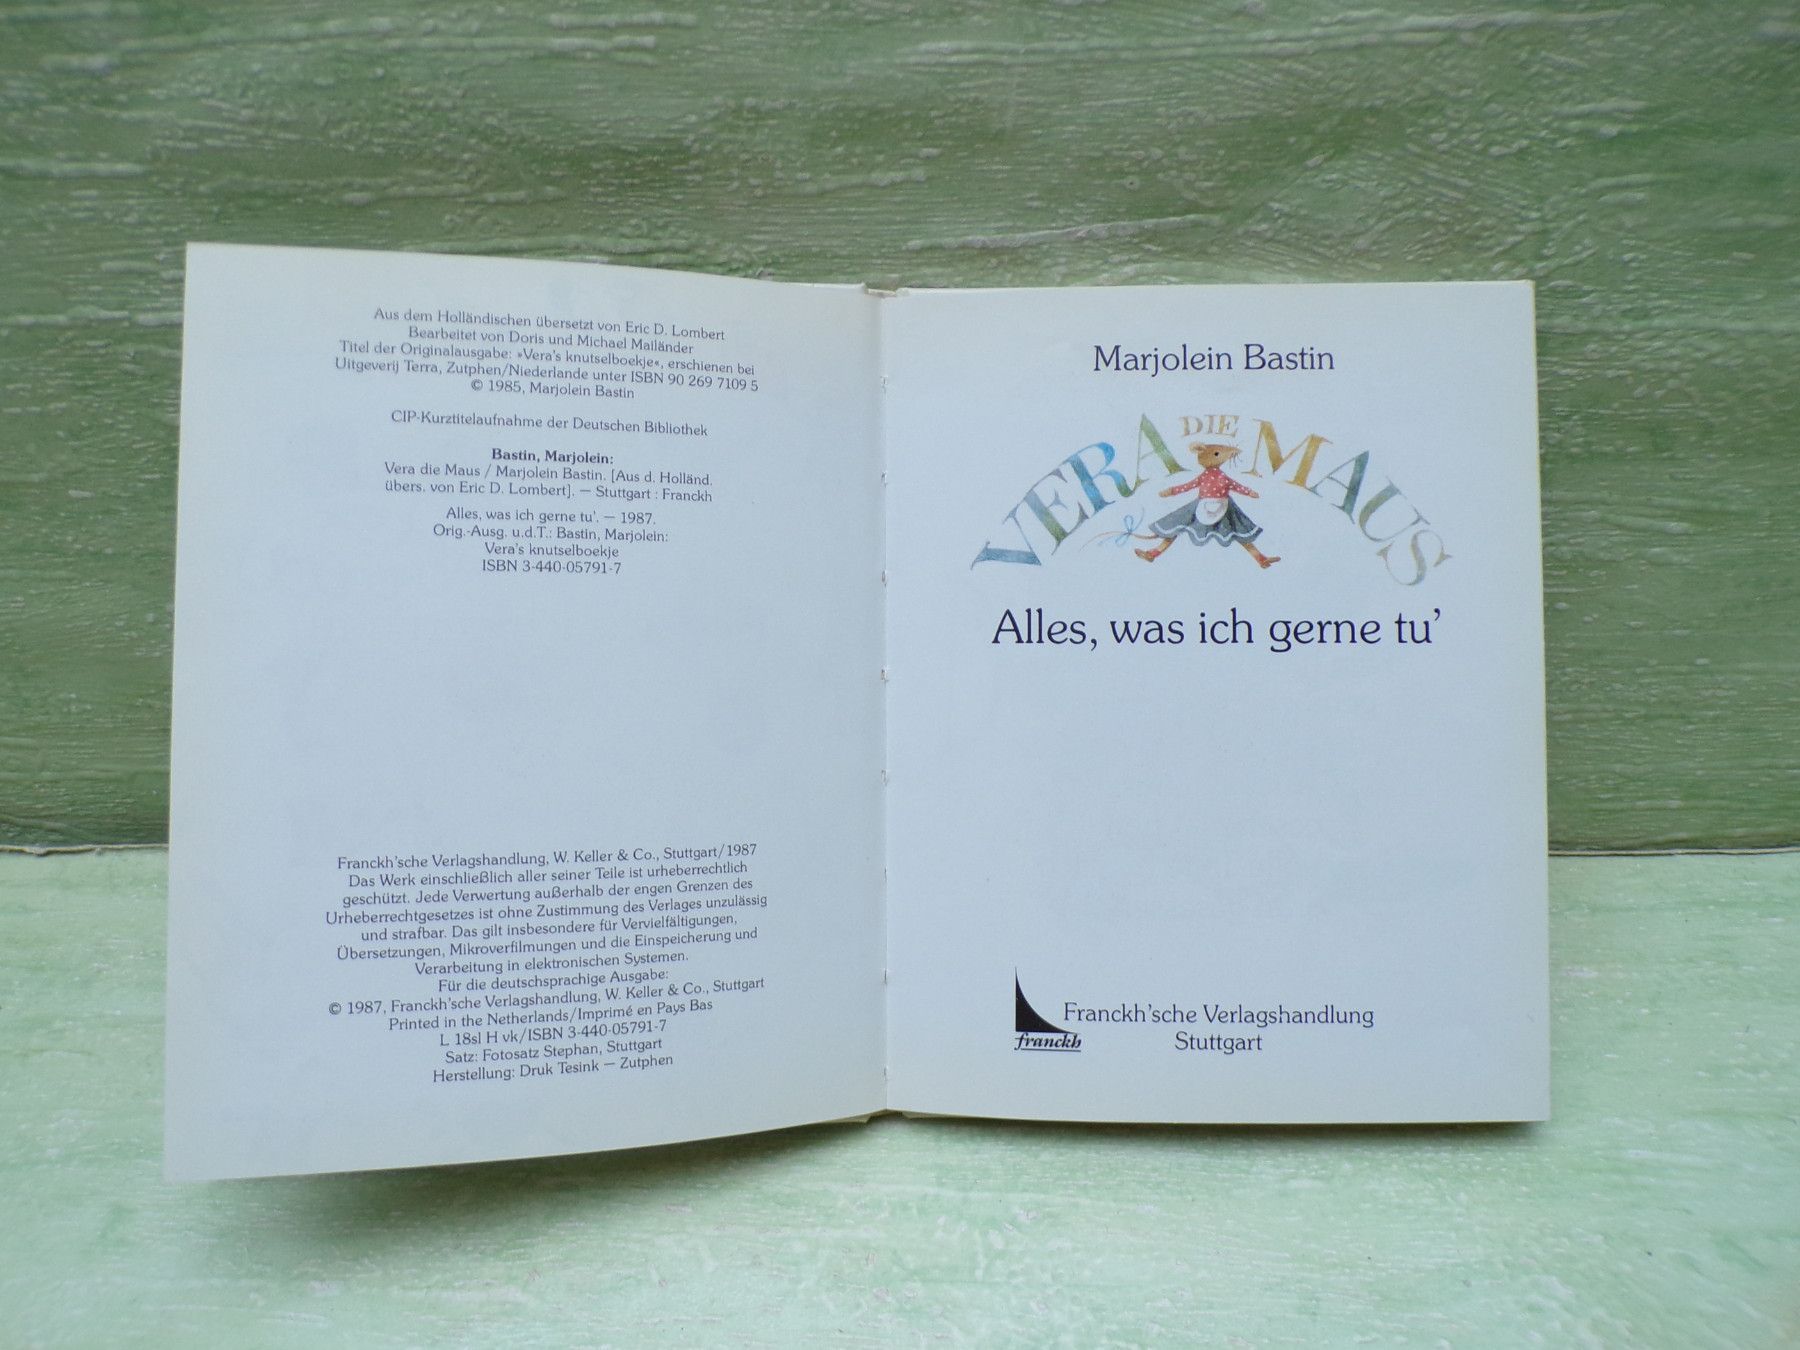 Aus dem Holländischen übersetzt von Eric D. Lombert
Bearbeitet von Doris und Michael Mailänder
Titel der Originalausgabe: »Vera's knutselboekje«, erschienen bei
Uitgeverij Terra, Zutphen/Niederlande unter ISBN 90 269 7109 5
© 1985, Marjolein Bastin
CIP-Kurztitelaufnahme der Deutschen Bibliothek
Bastin, Marjolein:
Vera die Maus / Marjolein Bastin. [Aus d. Holländ.
übers. von Eric D. Lombert]. — Stuttgart : Franckh
Alles, was ich gerne tu'. — 1987.
Orig.-Ausg. u.d.T.: Bastin, Marjolein:
Vera's knutselboekje
ISBN 3-440-05791-7
Franckh'sche Verlagshandlung, W. Keller & Co., Stuttgart/1987
Das Werk einschließlich aller seiner Teile ist urheberrechtlich
geschützt. Jede Verwertung außerhalb der engen Grenzen des
Urheberrechtgesetzes ist ohne Zustimmung des Verlages unzulässig
und strafbar. Das gilt insbesondere für Vervielfältigungen,
Übersetzungen, Mikroverfilmungen und die Einspeicherung und
Verarbeitung in elektronischen Systemen.
Für die deutschsprachige Ausgabe:
© 1987, Franckh'sche Verlagshandlung, W. Keller & Co., Stuttgart
Printed in the Netherlands/Imprimé en Pays Bas
L 18sl H vk/ISBN 3-440-05791-7
Satz: Fotosatz Stephan, Stuttgart
Herstellung: Druk Tesink — Zutphen
Marjolein Bastin
VERA DIE MAUS
Alles, was ich gerne tu'
franckh
Franckh'sche Verlagshandlung
Stuttgart